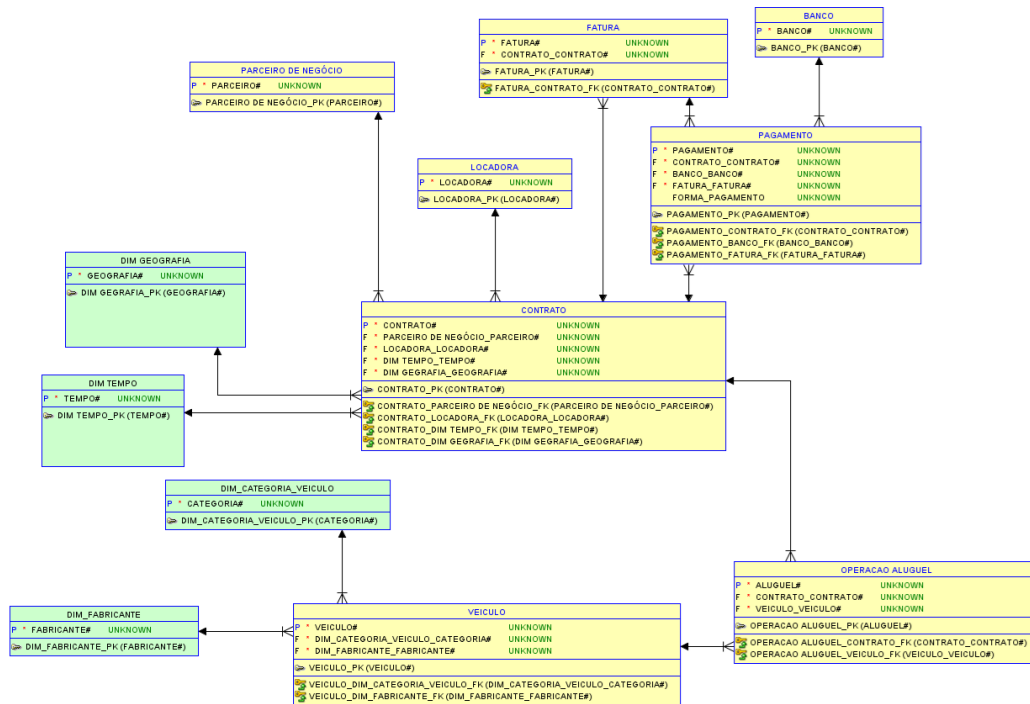 BANCO
P * BANCO# UNKNOWN
BANCO_PK (BANCO#)
FATURA
P * FATURA# UNKNOWN
F * CONTRATO_CONTRATO# UNKNOWN
FATURA_PK (FATURA#)
FATURA_CONTRATO_FK (CONTRATO_CONTRATO#)
PARCEIRO DE NEGÓCIO
P * PARCEIRO# UNKNOWN
PARCEIRO DE NEGÓCIO_PK (PARCEIRO#)
PAGAMENTO
P * PAGAMENTO# UNKNOWN
F * CONTRATO_CONTRATO# UNKNOWN
F * BANCO_BANCO# UNKNOWN
F * FATURA_FATURA# UNKNOWN
FORMA_PAGAMENTO UNKNOWN
PAGAMENTO_PK (PAGAMENTO#)
PAGAMENTO_CONTRATO_FK (CONTRATO_CONTRATO#)
PAGAMENTO_BANCO_FK (BANCO_BANCO#)
PAGAMENTO_FATURA_FK (FATURA_FATURA#)
LOCADORA
P * LOCADORA# UNKNOWN
LOCADORA_PK (LOCADORA#)
DIM GEOGRAFIA
P * GEOGRAFIA# UNKNOWN
DIM GEGRAFIA_PK (GEOGRAFIA#)
CONTRATO
P * CONTRATO# UNKNOWN
F * PARCEIRO DE NEGÓCIO_PARCEIRO# UNKNOWN
F * LOCADORA_LOCADORA# UNKNOWN
F * DIM TEMPO_TEMPO# UNKNOWN
F * DIM GEGRAFIA_GEOGRAFIA# UNKNOWN
CONTRATO_PK (CONTRATO#)
CONTRATO_PARCEIRO DE NEGÓCIO_FK (PARCEIRO DE NEGÓCIO_PARCEIRO#)
CONTRATO_LOCADORA_FK (LOCADORA_LOCADORA#)
CONTRATO_DIM TEMPO_FK (DIM TEMPO_TEMPO#)
CONTRATO_DIM GEGRAFIA_FK (DIM GEGRAFIA_GEOGRAFIA#)
DIM TEMPO
P * TEMPO# UNKNOWN
DIM TEMPO_PK (TEMPO#)
DIM_CATEGORIA_VEICULO
P * CATEGORIA# UNKNOWN
DIM_CATEGORIA_VEICULO_PK (CATEGORIA#)
OPERACAO ALUGUEL
P * ALUGUEL# UNKNOWN
F * CONTRATO_CONTRATO# UNKNOWN
F * VEICULO_VEICULO# UNKNOWN
OPERACAO ALUGUEL_PK (ALUGUEL#)
OPERACAO ALUGUEL_CONTRATO_FK (CONTRATO_CONTRATO#)
OPERACAO ALUGUEL_VEICULO_FK (VEICULO_VEICULO#)
DIM_FABRICANTE
P * FABRICANTE# UNKNOWN
DIM_FABRICANTE_PK (FABRICANTE#)
VEICULO
P * VEICULO# UNKNOWN
F * DIM_CATEGORIA_VEICULO_CATEGORIA# UNKNOWN
F * DIM_FABRICANTE_FABRICANTE# UNKNOWN
VEICULO_PK (VEICULO#)
VEICULO_DIM_CATEGORIA_VEICULO_FK (DIM_CATEGORIA_VEICULO_CATEGORIA#)
VEICULO_DIM_FABRICANTE_FK (DIM_FABRICANTE_FABRICANTE#)